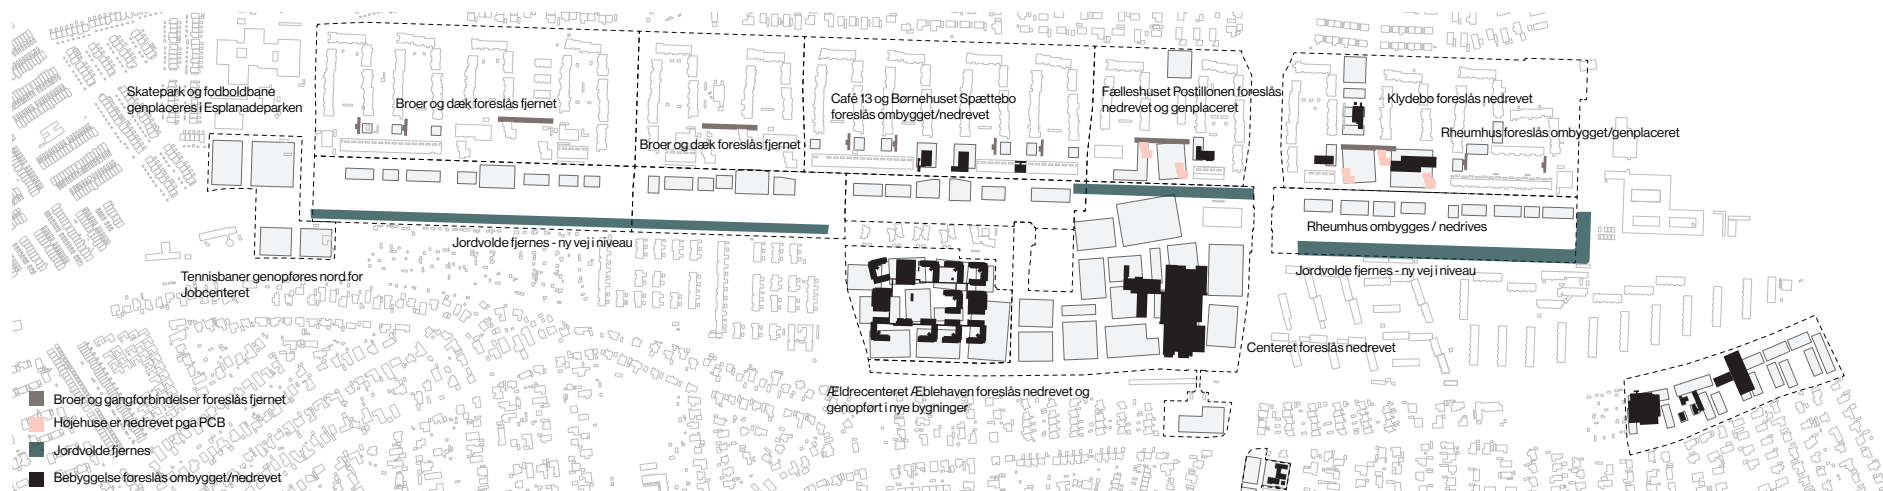 Skatepark og fodboldbane
genplaceres i Esplanadeparken
Broer og dæk foreslås fjernet
Broer og dæk foreslås fjernet
Café 13 og Børnehuset Spættebo
foreslås ombygget/nedrevet
Fælleshuset Postillonen foreslås
nedrevet og genplaceret
Klydebo foreslås nedrevet
Rheumhus foreslås ombygget/genplaceret
Rheumhus ombygges / nedrives
Jordvolde fjernes - ny vej i niveau
Jordvolde fjernes - ny vej i niveau
Tennisbaner genopføres nord for
Jobcenteret
Centeret foreslås nedrevet
Ældrecenteret Æblehaven foreslås nedrevet og
genopført i nye bygninger
Broer og gangforbindelser foreslås fjernet
Højehuse er nedrevet pga PCB
Jordvolde fjernes
Bebyggelse foreslås ombygget/nedrevet